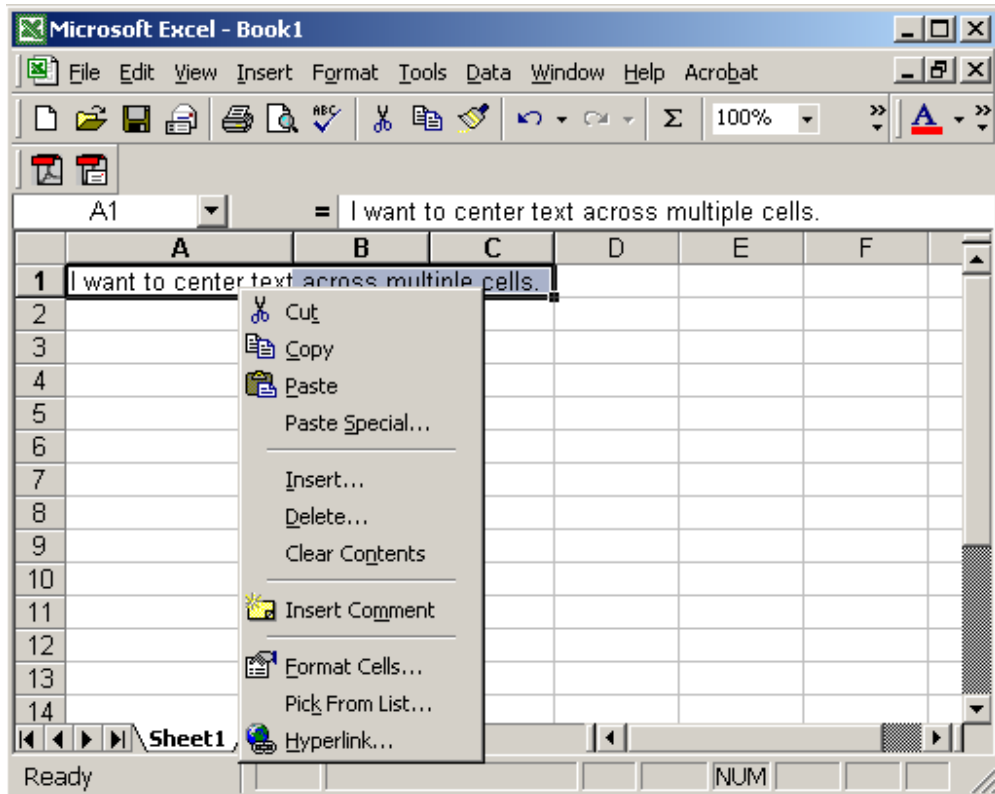 Microsoft Excel - Book1
File Edit View Insert Format Tools Data Window Help Acrobat
ABC Σ 100% » A »
A1 = I want to center text across multiple cells.
A B C D E F
1 I want to center text across multiple cells.
2 Cut
3 Copy
4 Paste
5 Paste Special...
6
7 Insert...
8 Delete...
9 Clear Contents
10
11 Insert Comment
12
13 Format Cells...
14 Pick From List...
Sheet1 Hyperlink...
Ready NUM